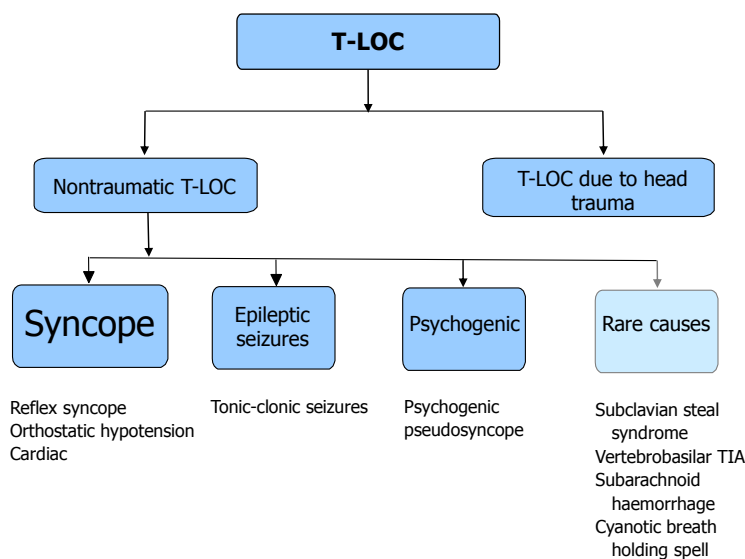 T-LOC
Nontraumatic T-LOC
T-LOC due to head
trauma
Syncope
Epileptic
seizures
Psychogenic
Rare causes
Reflex syncope
Orthostatic hypotension
Cardiac
Tonic-clonic seizures
Psychogenic
pseudosyncope
Subclavian steal
syndrome
Vertebrobasilar TIA
Subarachnoid
haemorrhage
Cyanotic breath
holding spell